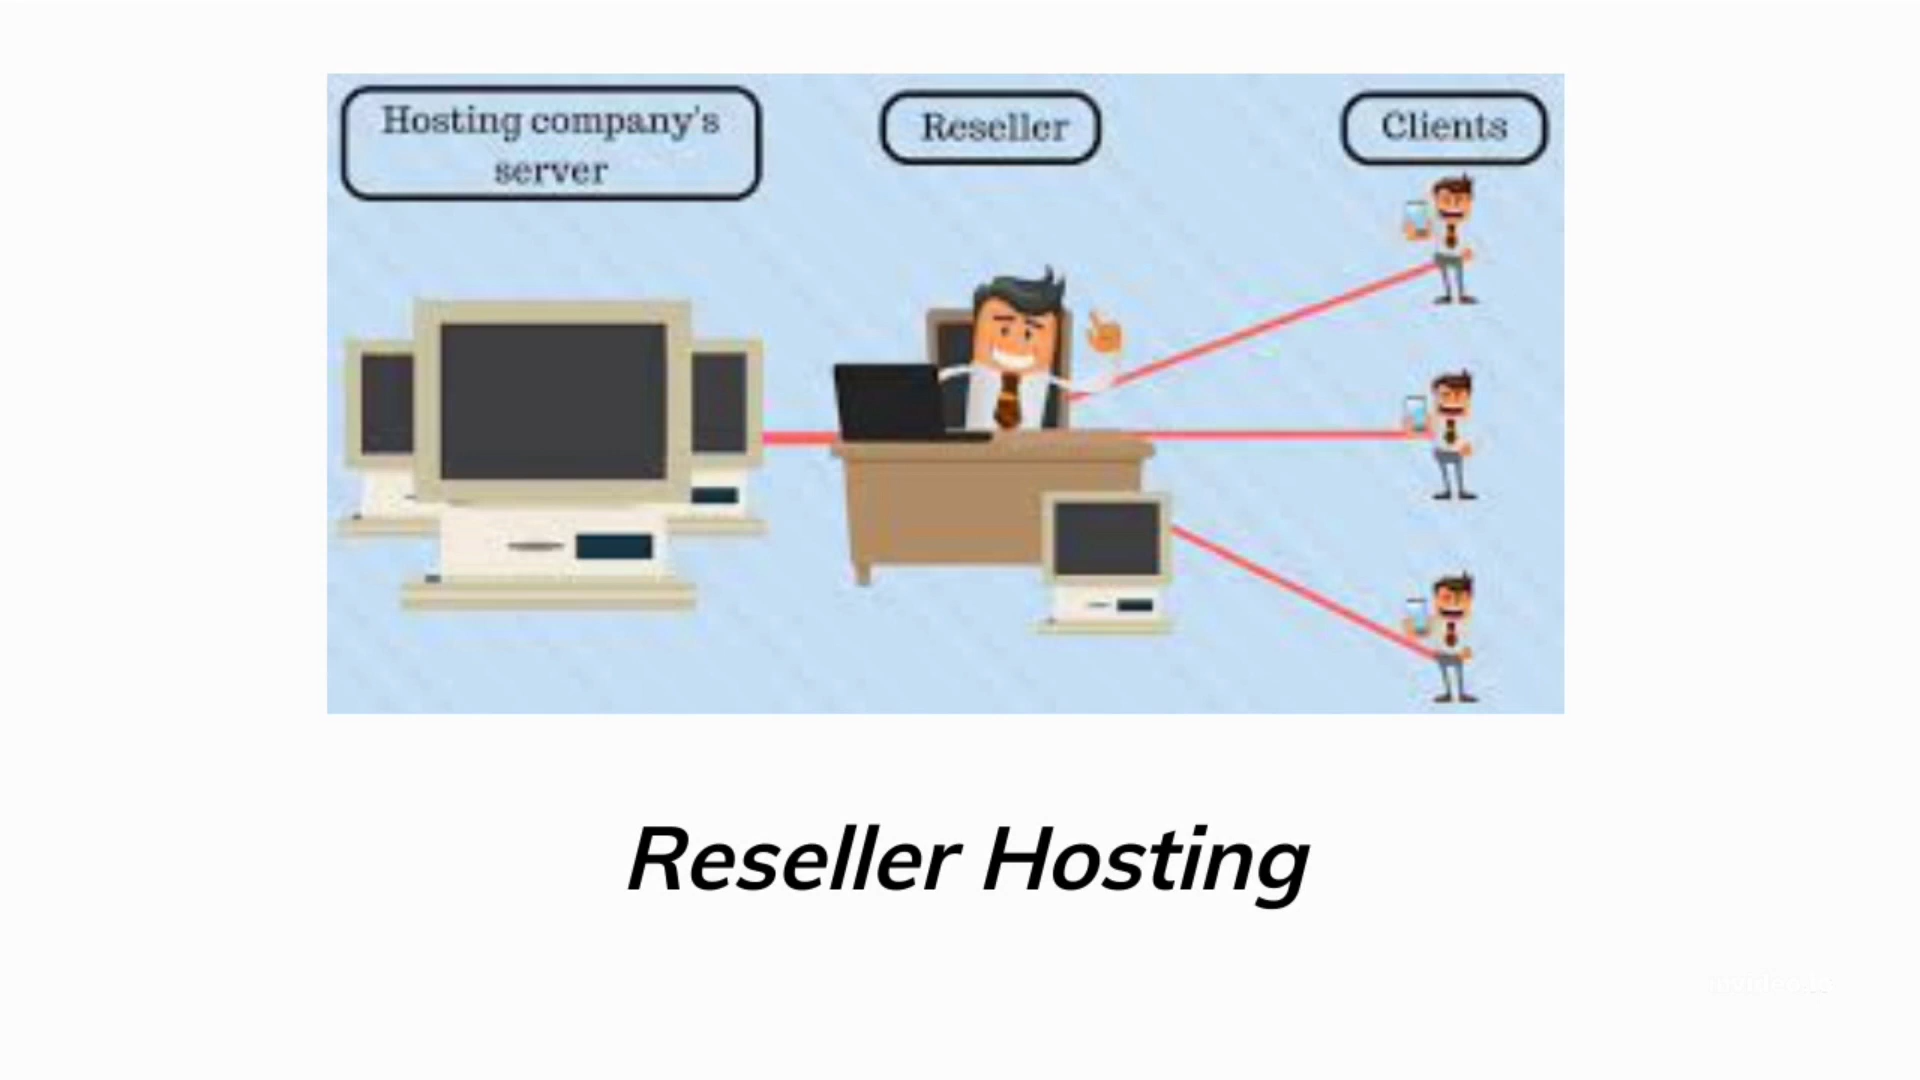 Hosting company's
server
Reseller
Clients
Reseller Hosting